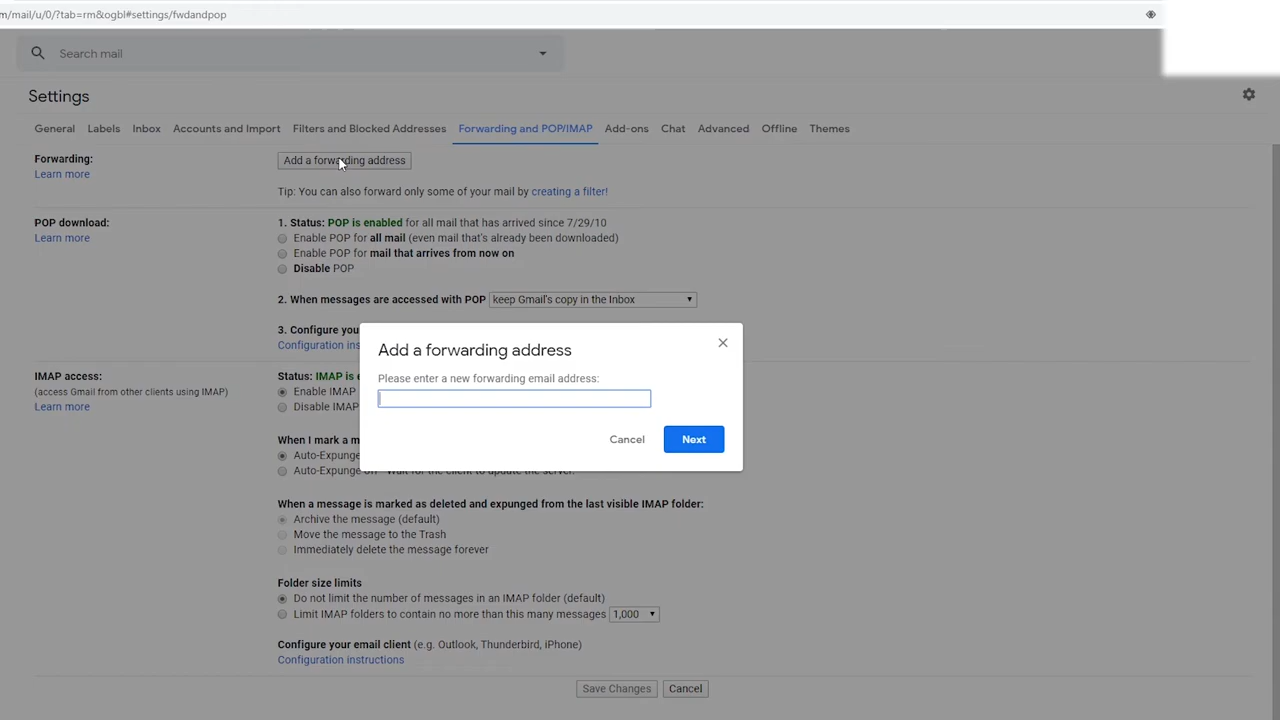 m/mail/u/0/?tab=rm&ogbl#settings/fwdandpop
Search mail
Settings
General Labels Inbox Accounts and Import Filters and Blocked Addresses Forwarding and POP/IMAP Add-ons Chat Advanced Offline Themes
Forwarding:
Learn more
Add a forwarding address
Tip: You can also forward only some of your mail by creating a filter!
POP download:
Learn more
1. Status: POP is enabled for all mail that has arrived since 7/29/10
Enable POP for all mail (even mail that's already been downloaded)
Enable POP for mail that arrives from now on
Disable POP
2. When messages are accessed with POP keep Gmail's copy in the Inbox
3. Configure you
Configuration ins
Add a forwarding address
Please enter a new forwarding email address:
Cancel Next
IMAP access:
(access Gmail from other clients using IMAP)
Learn more
Status: IMAP is e
Enable IMAP
Disable IMAP
When I mark a m
Auto-Expunge
Auto-Expunge off - Wait for the client to update the server.
When a message is marked as deleted and expunged from the last visible IMAP folder:
Archive the message (default)
Move the message to the Trash
Immediately delete the message forever
Folder size limits
Do not limit the number of messages in an IMAP folder (default)
Limit IMAP folders to contain no more than this many messages 1,000
Configure your email client (e.g. Outlook, Thunderbird, iPhone)
Configuration instructions
Save Changes Cancel